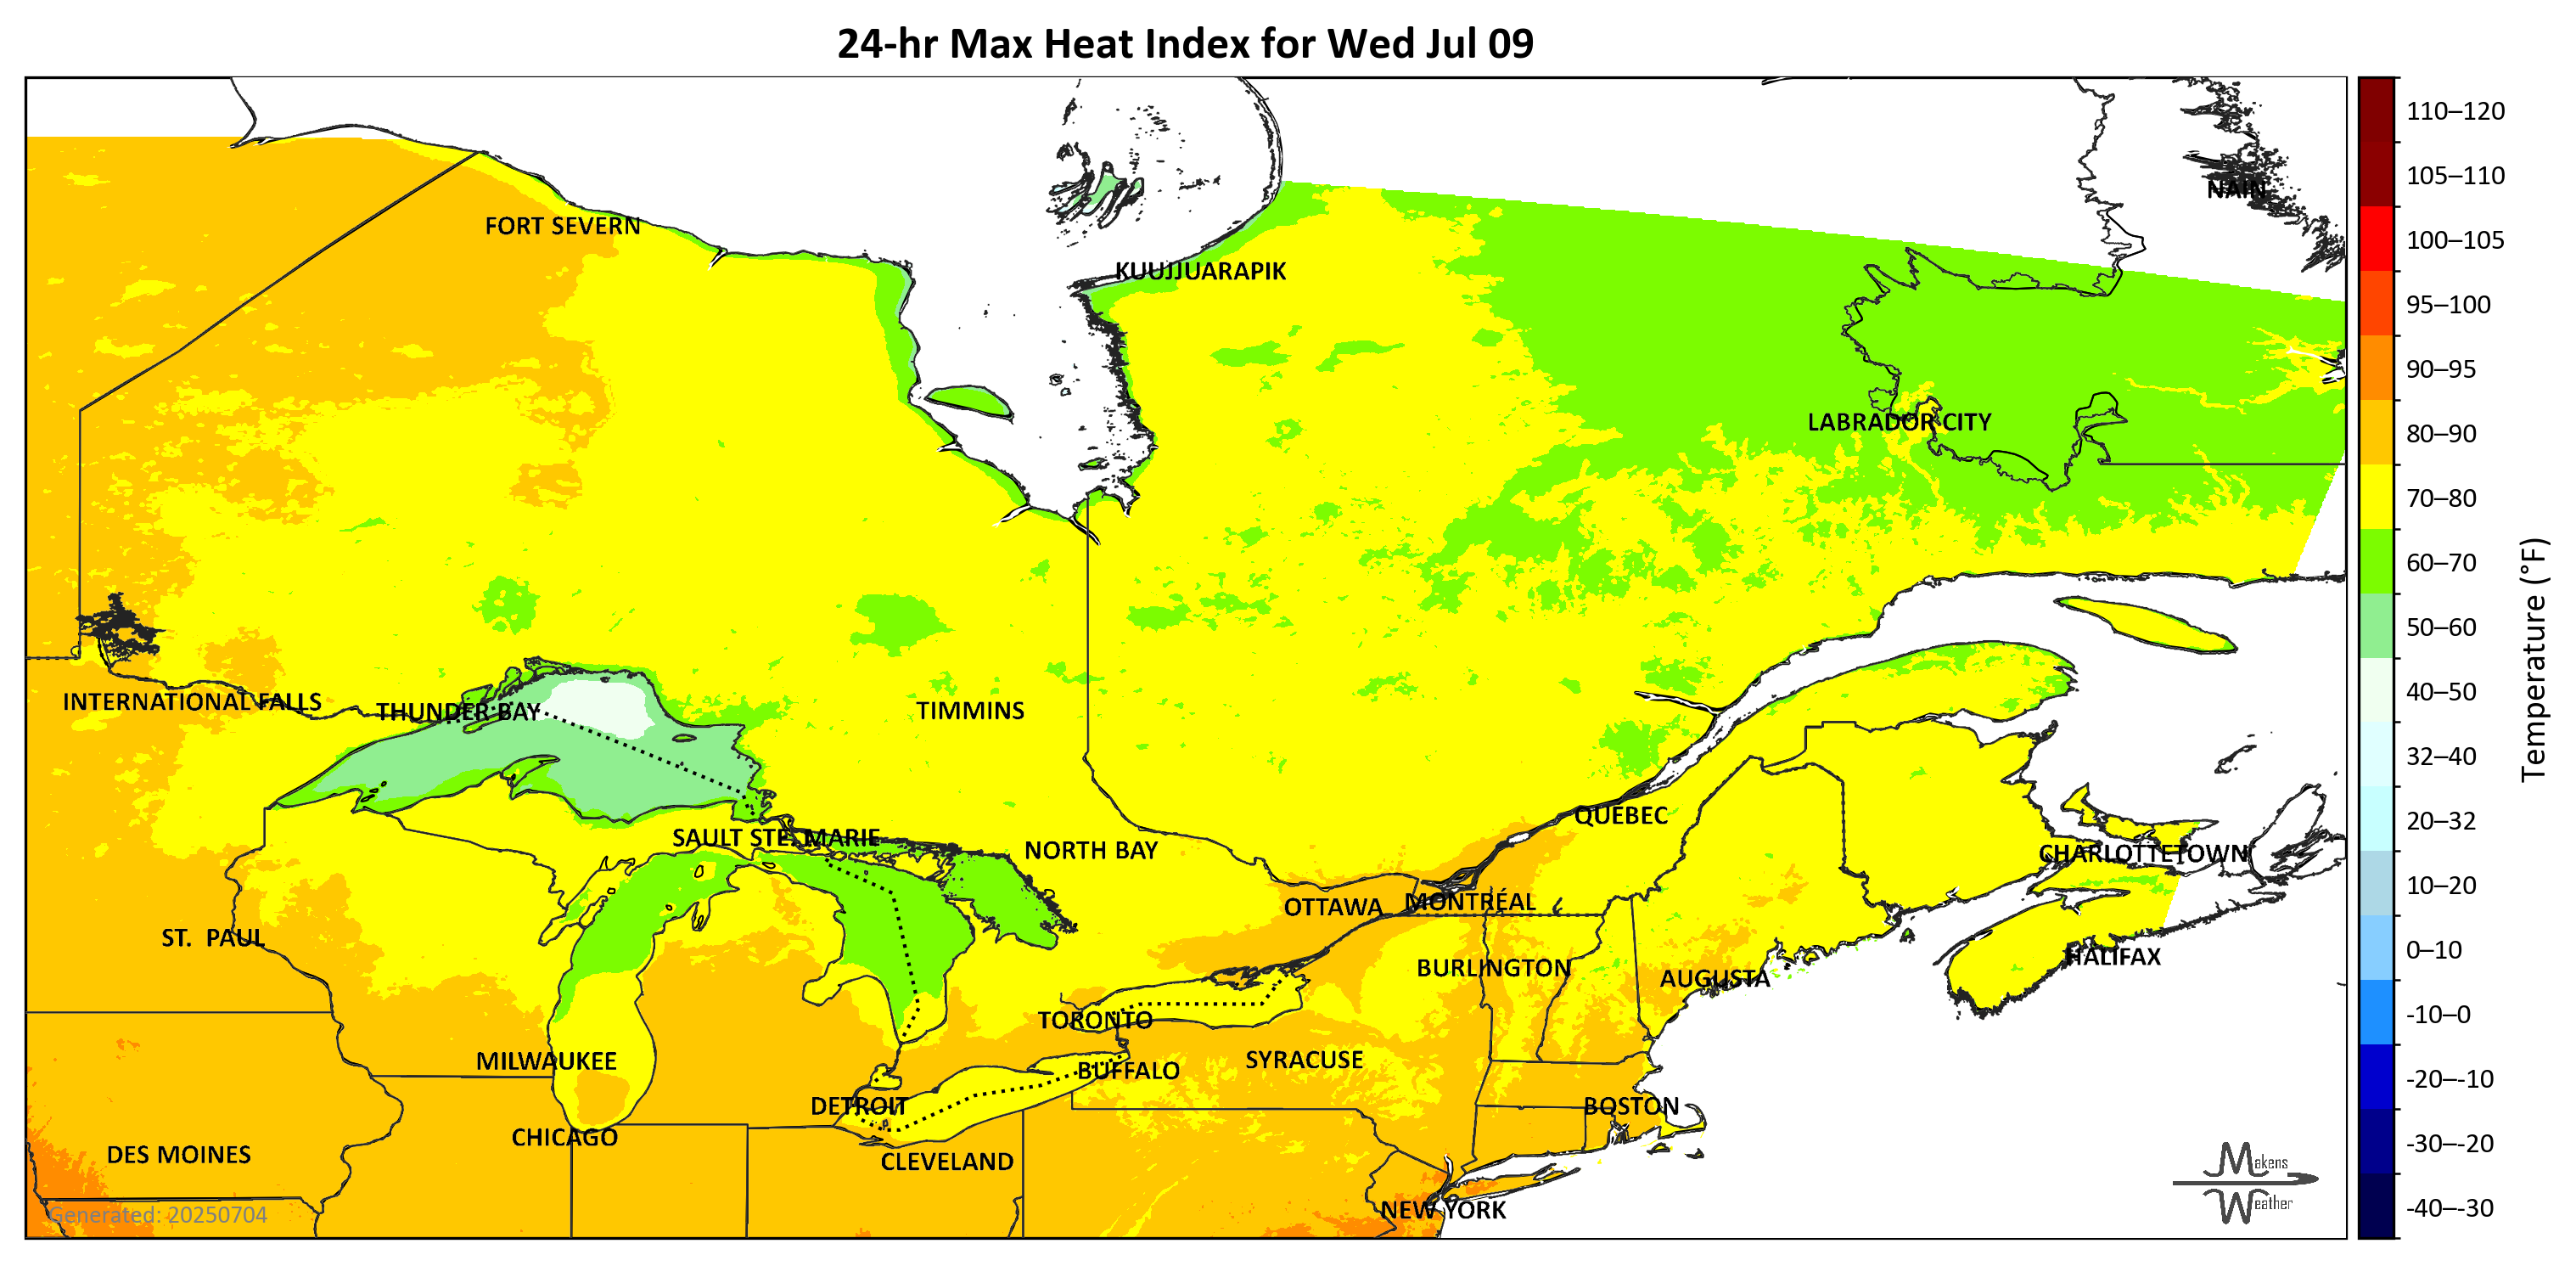 24-hr Max Heat Index for Wed Jul 09
110–120
105–110
NAIN
FORT SEVERN
100–105
KUUJJUARAPIK
95–100
90–95
LABRADOR CITY
80–90
70–80
60–70
50–60
INTERNATIONAL FALLS
THUNDER BAY
TIMMINS
40–50
Temperature (°F)
32–40
QUEBEC
20–32
SAULT STE. MARIE
NORTH BAY
CHARLOTTETOWN
10–20
OTTAWA
MONTRÉAL
ST. PAUL
0–10
HALIFAX
BURLINGTON
AUGUSTA
-10–0
TORONTO
MILWAUKEE
SYRACUSE
BUFFALO
-20–-10
DETROIT
BOSTON
CHICAGO
-30–-20
DES MOINES
CLEVELAND
Makens
Weather
-40–-30
NEW YORK
Generated: 20250704